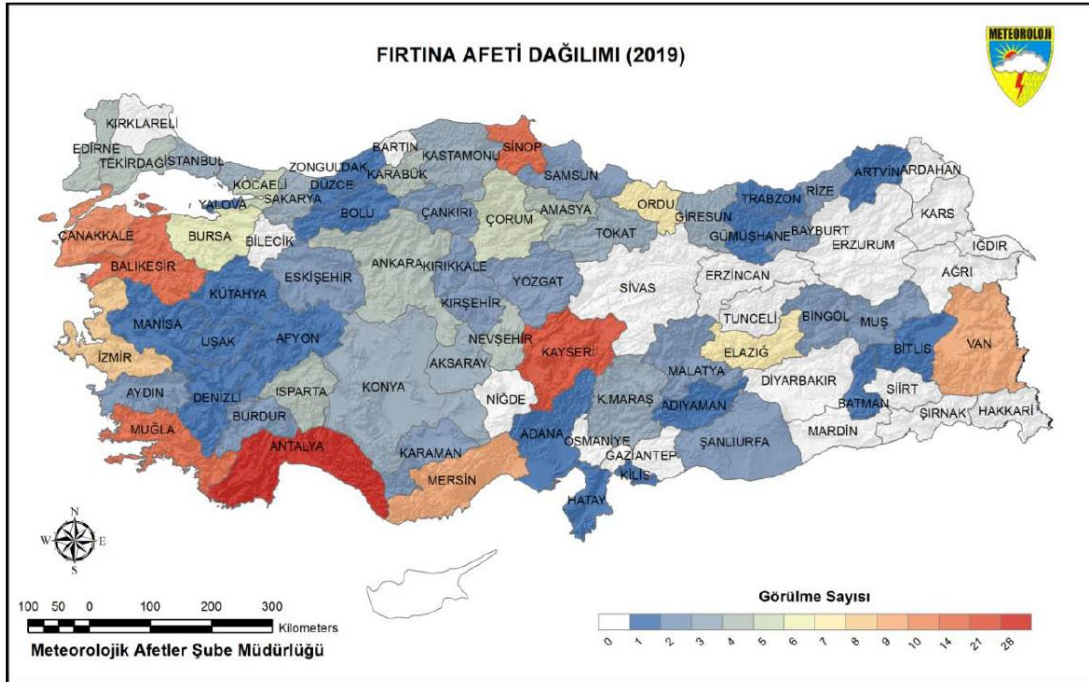 FIRTINA AFETİ DAĞILIMI (2019)
METEOROLOJİ
KIRKLARELİ
EDİRNE
TEKİRDAĞ
İSTANBUL
KOCAELİ
YALOVA
SAKARYA
ZONGULDAK
DÜZCE
BOLU
BARTIN
KARABÜK
KASTAMONU
SİNOP
SAMSUN
ÇANKIRI
ÇORUM
AMASYA
TOKAT
ORDU
GİRESUN
TRABZON
GÜMÜŞHANE
RİZE
BAYBURT
ARTVİN
ARDAHAN
KARS
IĞDIR
AĞRI
ERZURUM
ERZİNCAN
ÇANAKKALE
BALIKESİR
BURSA
BİLECİK
ESKİŞEHİR
KÜTAHYA
ANKARA
KIRIKKALE
KIRŞEHİR
YOZGAT
SİVAS
TUNCELİ
BİNGOL
MUŞ
BİTLİS
VAN
MANİSA
UŞAK
AFYON
İZMİR
AYDIN
DENİZLİ
ISPARTA
BURDUR
KONYA
AKSARAY
NEVŞEHİR
KAYSERİ
NİĞDE
K.MARAŞ
MALATYA
ELAZIĞ
DİYARBAKIR
ADIYAMAN
BATMAN
SİİRT
ŞIRNAK
HAKKARİ
MARDİN
ŞANLIURFA
MUĞLA
ANTALYA
KARAMAN
MERSİN
ADANA
OSMANİYE
GAZİANTEP
KİLİS
HATAY
N
W
E
S
100 50 0 100 200 300
Kilometers
Meteorolojik Afetler Şube Müdürlüğü
Görülme Sayısı
0 1 2 3 4 5 6 7 8 9 10 14 21 28